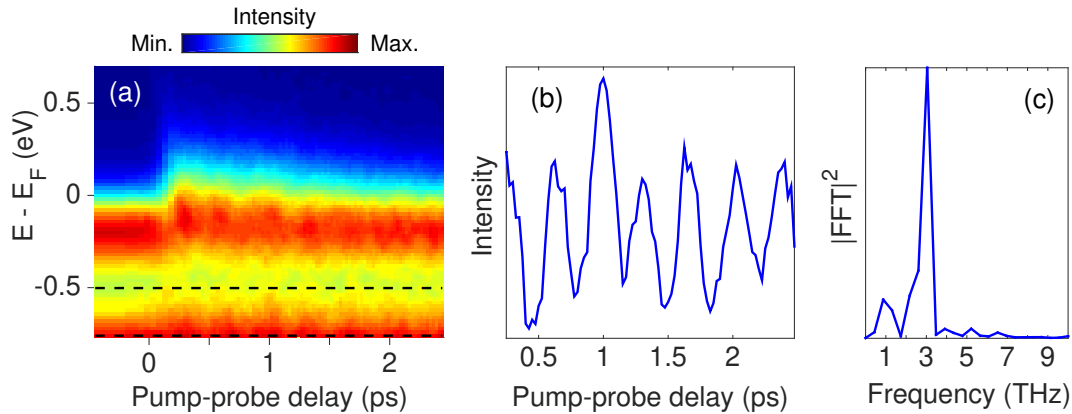 Intensity
Min. Max.
(a)
0.5
0
-0.5
E - E_F (eV)
0 1 2
Pump-probe delay (ps)
(b)
Intensity
0.5 1 1.5 2
Pump-probe delay (ps)
(c)
|FFT|²
1 3 5 7 9
Frequency (THz)